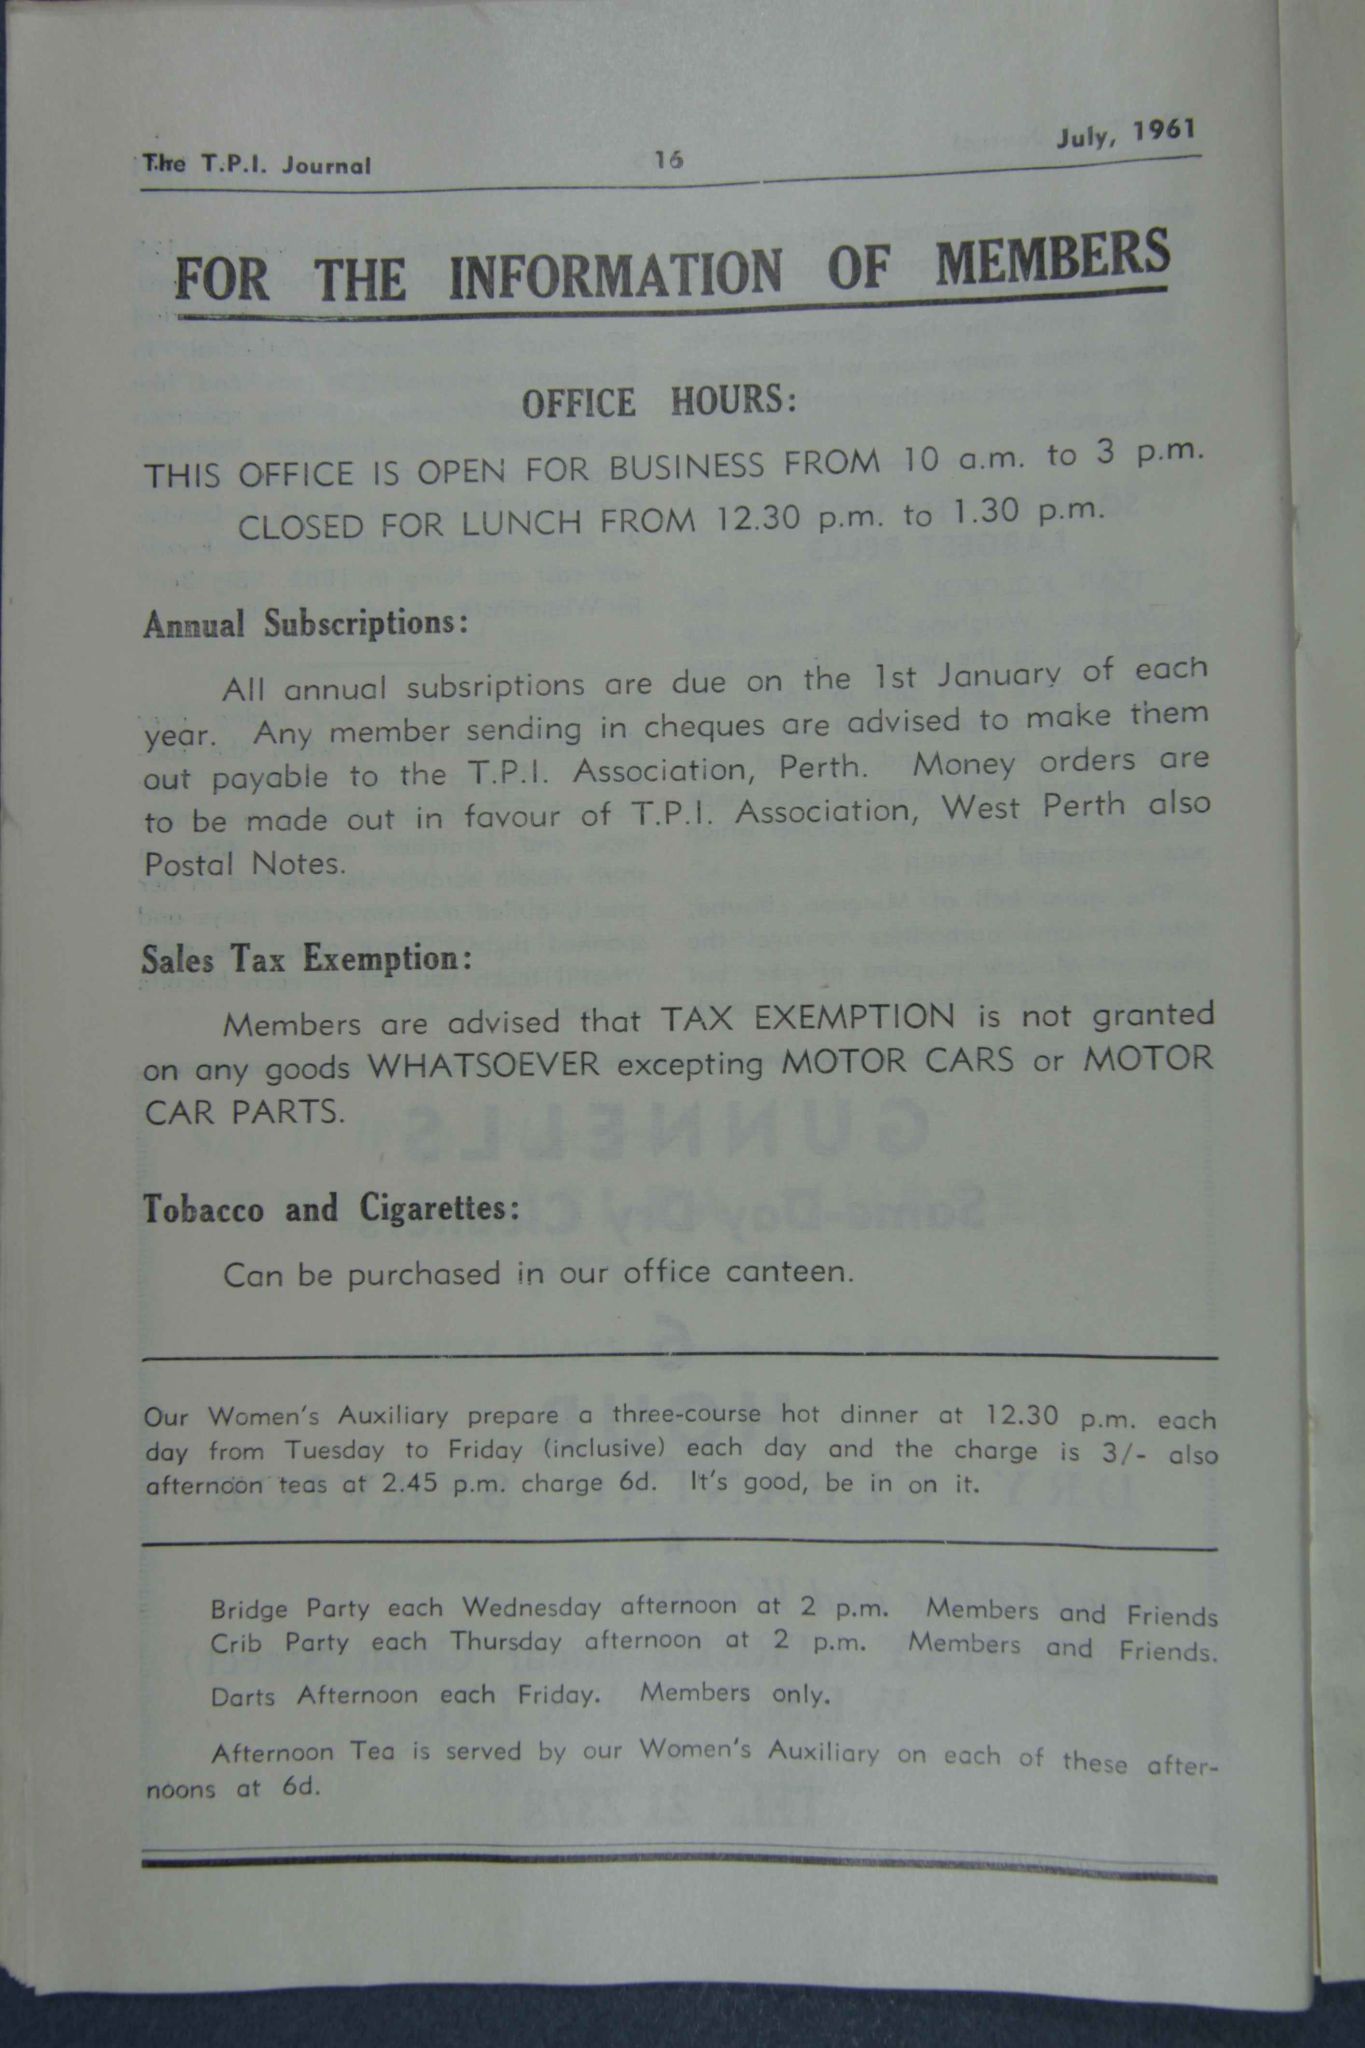 The T.P.I. Journal 16 July, 1961
FOR THE INFORMATION OF MEMBERS
OFFICE HOURS:
THIS OFFICE IS OPEN FOR BUSINESS FROM 10 a.m. to 3 p.m.
CLOSED FOR LUNCH FROM 12.30 p.m. to 1.30 p.m.
Annual Subscriptions:
All annual subsriptions are due on the 1st January of each
year. Any member sending in cheques are advised to make them
out payable to the T.P.I. Association, Perth. Money orders are
to be made out in favour of T.P.I. Association, West Perth also
Postal Notes.
Sales Tax Exemption:
Members are advised that TAX EXEMPTION is not granted
on any goods WHATSOEVER excepting MOTOR CARS or MOTOR
CAR PARTS.
Tobacco and Cigarettes:
Can be purchased in our office canteen.
Our Women's Auxiliary prepare a three-course hot dinner at 12.30 p.m. each
day from Tuesday to Friday (inclusive) each day and the charge is 3/- also
afternoon teas at 2.45 p.m. charge 6d. It's good, be in on it.
Bridge Party each Wednesday afternoon at 2 p.m. Members and Friends
Crib Party each Thursday afternoon at 2 p.m. Members and Friends.
Darts Afternoon each Friday. Members only.
Afternoon Tea is served by our Women's Auxiliary on each of these after-
noons at 6d.